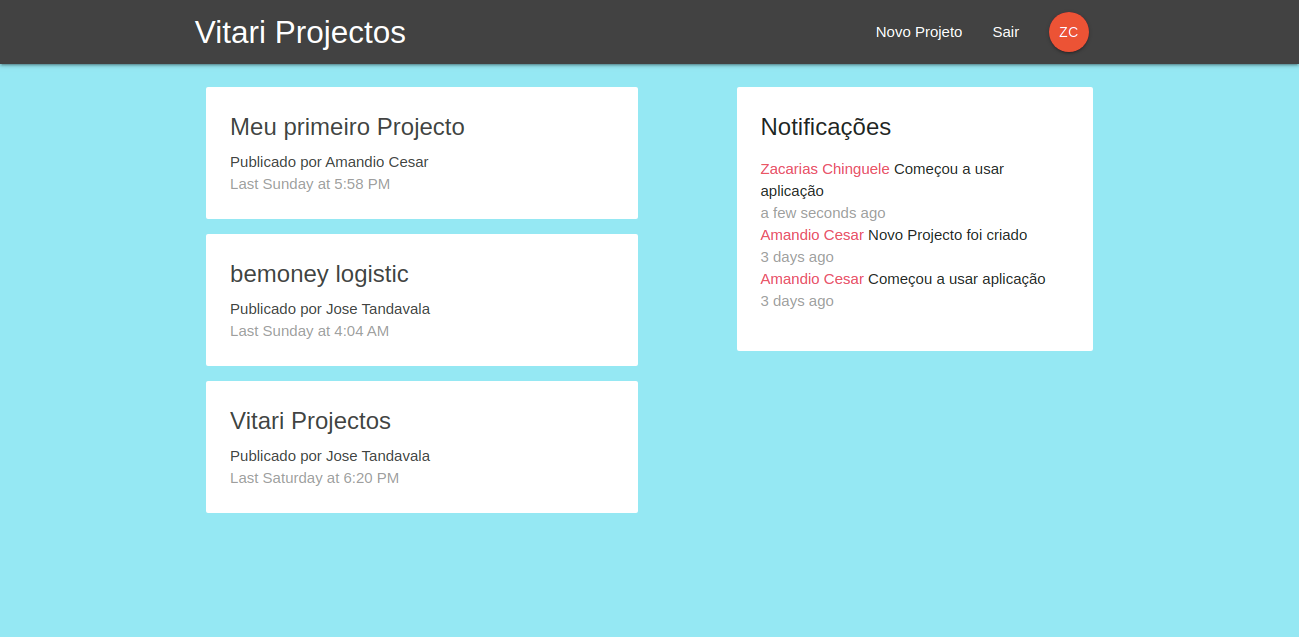 Vitari Projectos
Novo Projeto
Sair
ZC
Meu primeiro Projecto
Publicado por Amandio Cesar
Last Sunday at 5:58 PM
bemoney logistic
Publicado por Jose Tandavala
Last Sunday at 4:04 AM
Vitari Projectos
Publicado por Jose Tandavala
Last Saturday at 6:20 PM
Notificações
Zacarias Chinguele Começou a usar
aplicação
a few seconds ago
Amandio Cesar Novo Projecto foi criado
3 days ago
Amandio Cesar Começou a usar aplicação
3 days ago